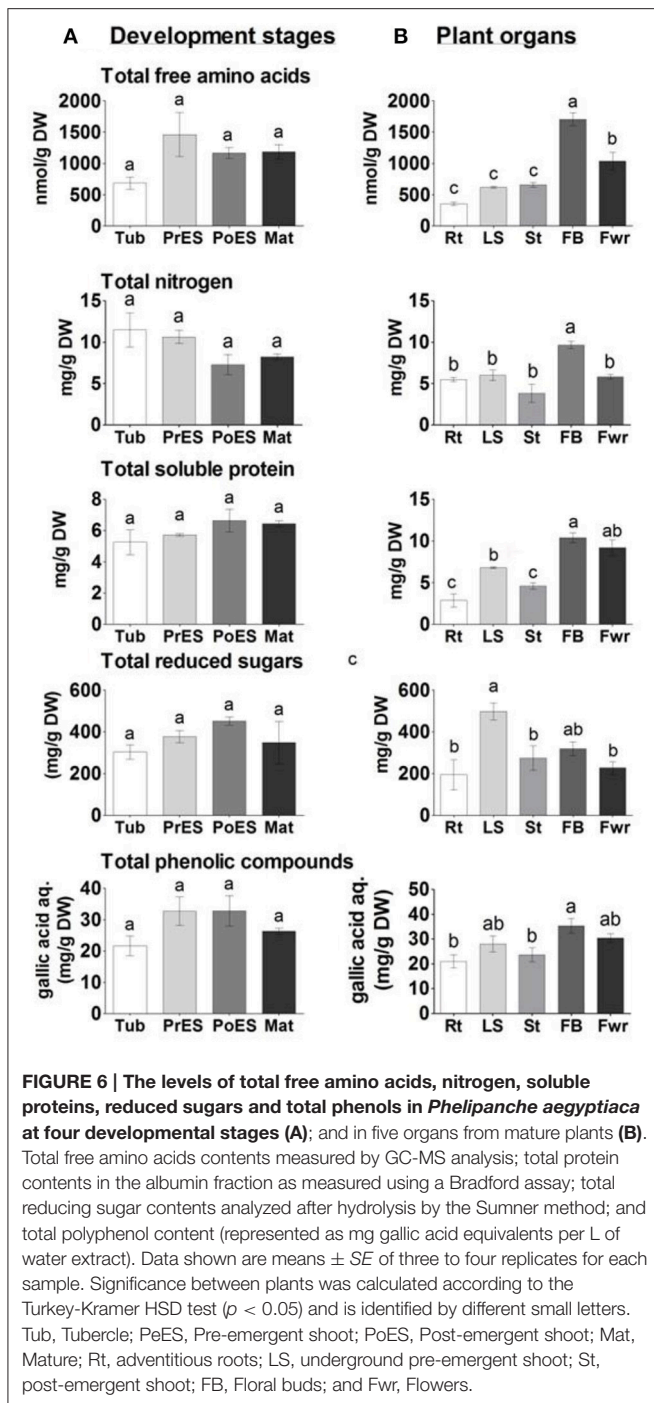 A Development stages B Plant organs
Total free amino acids
nmol/g DW
2000
1500
1000
500
0
a a a a
Tub PrES PoES Mat
nmol/g DW
2000
1500
1000
500
0
c c c a b
Rt LS St FB Fwr
Total nitrogen
mg/g DW
15
10
5
0
a a a a
Tub PrES PoES Mat
mg/g DW
15
10
5
0
b b b a b
Rt LS St FB Fwr
Total soluble protein
mg/g DW
8
6
4
2
0
a a a a
Tub PrES PoES Mat
mg/g DW
15
10
5
0
c b c a ab
Rt LS St FB Fwr
Total reduced sugars c
(mg/g DW)
600
400
200
0
a a a a
Tub PrES PoES Mat
mg/g DW
600
400
200
0
b a b ab b
Rt LS St FB Fwr
Total phenolic compounds
gallic acid aq.
(mg/g DW)
40
30
20
10
0
a a a a
Tub PrES PoES Mat
gallic acid aq.
(mg/g DW)
50
40
30
20
10
0
b ab b a ab
Rt LS St FB Fwr
FIGURE 6 | The levels of total free amino acids, nitrogen, soluble
proteins, reduced sugars and total phenols in Phelipanche aegyptiaca
at four developmental stages (A); and in five organs from mature plants (B).
Total free amino acids contents measured by GC-MS analysis; total protein
contents in the albumin fraction as measured using a Bradford assay; total
reducing sugar contents analyzed after hydrolysis by the Sumner method; and
total polyphenol content (represented as mg gallic acid equivalents per L of
water extract). Data shown are means ± SE of three to four replicates for each
sample. Significance between plants was calculated according to the
Turkey-Kramer HSD test (p < 0.05) and is identified by different small letters.
Tub, Tubercle; PeES, Pre-emergent shoot; PoES, Post-emergent shoot; Mat,
Mature; Rt, adventitious roots; LS, underground pre-emergent shoot; St,
post-emergent shoot; FB, Floral buds; and Fwr, Flowers.